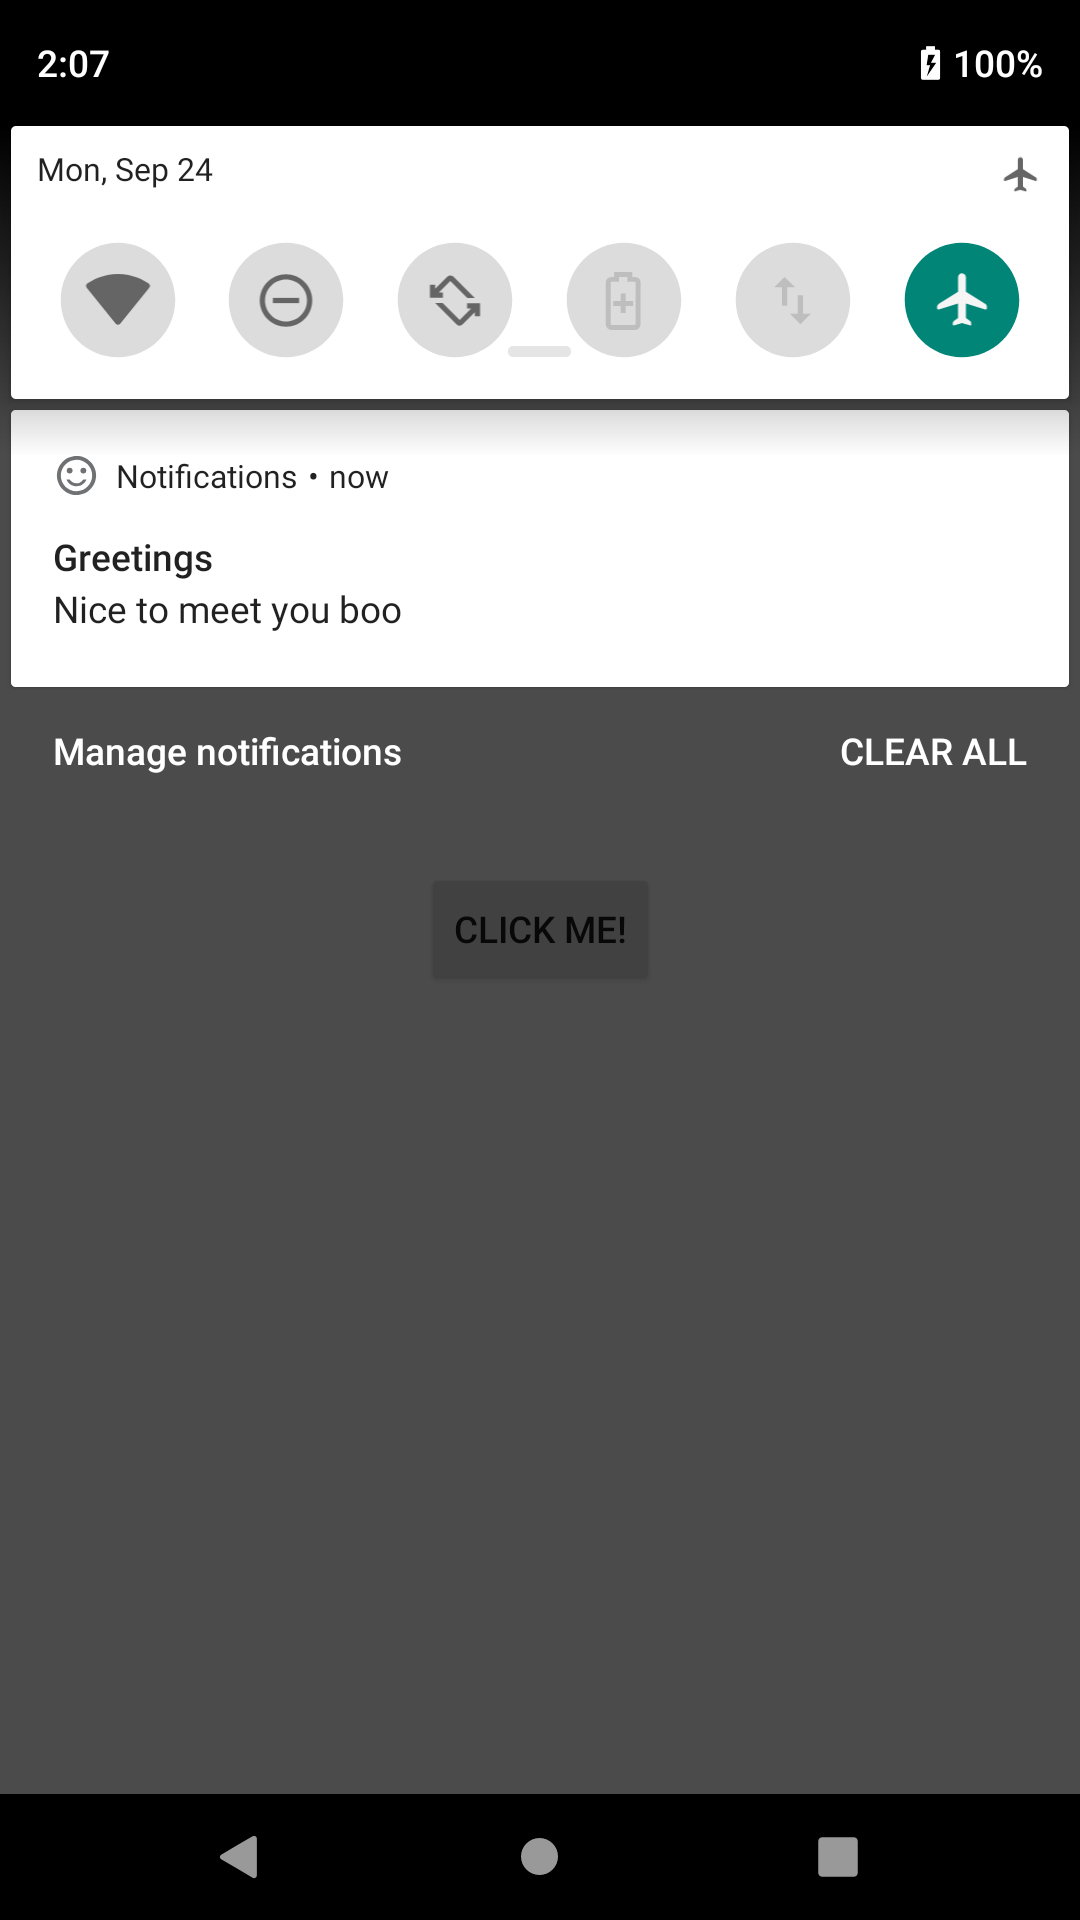 2:07 100%
Mon, Sep 24
Notifications • now
Greetings
Nice to meet you boo
Manage notifications CLEAR ALL
CLICK ME!